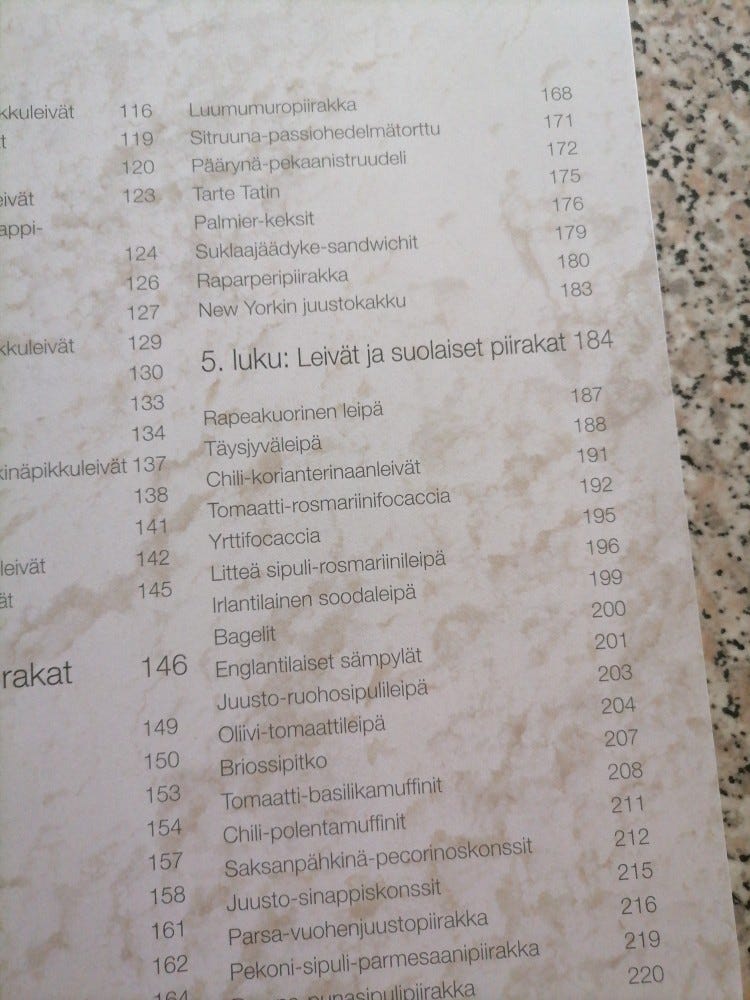 kkuleivät 116
t 119
120
eivät 123
appi-
124
126
127
kkuleivät 129
130
133
134
kinäpikkuleivät 137
138
141
leivät 142
ät 145
rakat 146
149
150
153
154
157
158
161
162
164
Luumumuropiirakka 168
Sitruuna-passiohedelmätorttu 171
Päärynä-pekaanistruudeli 172
Tarte Tatin 175
Palmier-keksit 176
Suklaajäädyke-sandwichit 179
Raparperipiirakka 180
New Yorkin juustokakku 183
5. luku: Leivät ja suolaiset piirakat 184
Rapeakuorinen leipä 187
Täysjyväleipä 188
Chili-korianterinaanleivät 191
Tomaatti-rosmariinifocaccia 192
Yrttifocaccia 195
Litteä sipuli-rosmariinileipä 196
Irlantilainen soodaleipä 199
Bagelit 200
Englantilaiset sämpylät 201
Juusto-ruohosipulileipä 203
Oliivi-tomaattileipä 204
Briossipitko 207
Tomaatti-basilikamuffinit 208
Chili-polentamuffinit 211
Saksanpähkinä-pecorinoskonssit 212
Juusto-sinappiskonssit 215
Parsa-vuohenjuustopiirakka 216
Pekoni-sipuli-parmesaanipiirakka 219
punasipulipiirakka 220